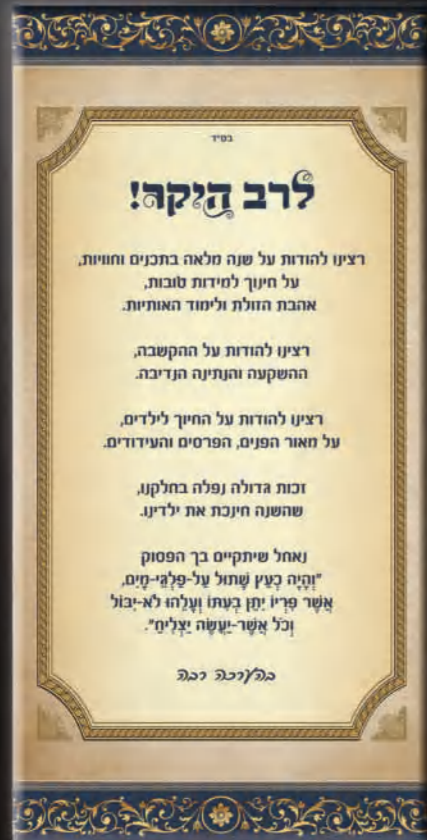 בס״ד
לרב היקר!
רצינו להודות על שנה מלאה בתכנים וחוויות,
על חינוך למידות טובות,
אהבת הזולת ולימוד האותיות.
רצינו להודות על ההקשבה,
ההשקעה והנתינה הנדיבה.
רצינו להודות על החיוך לילדים,
על מאור הפנים, הפרסים והעידודים.
זכות גדולה נפלה בחלקנו,
שהשנה חינכת את ילדינו.
נאחל שיתקיים בך הפסוק
״וְהָיָה כְּעֵץ שָׁתוּל עַל-פַּלְגֵי-מָיִם,
אֲשֶׁר פִּרְיוֹ יִתֵּן בְּעִתּוֹ וְעָלֵהוּ לֹא-יִבּוֹל
וְכֹל אֲשֶׁר-יַעֲשֶׂה יַצְלִיחַ״.
בהערכה רבה